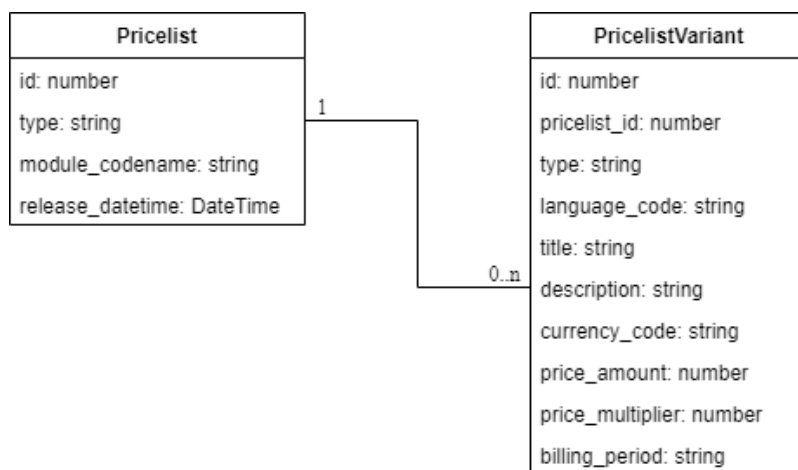 Pricelist
id: number
type: string
module_codename: string
release_datetime: DateTime
1
0..n
PricelistVariant
id: number
pricelist_id: number
type: string
language_code: string
title: string
description: string
currency_code: string
price_amount: number
price_multiplier: number
billing_period: string